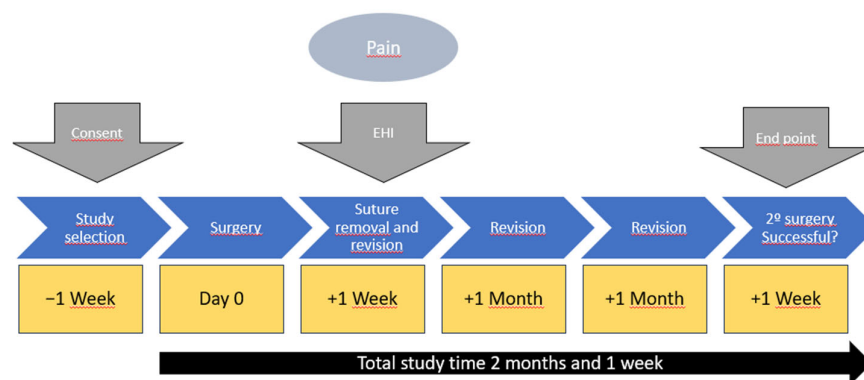 Pain
Consent
EHI
End point
Study
selection
Surgery
Suture
removal and
revision
Revision
Revision
2º surgery
Successful?
−1 Week
Day 0
+1 Week
+1 Month
+1 Month
+1 Week
Total study time 2 months and 1 week